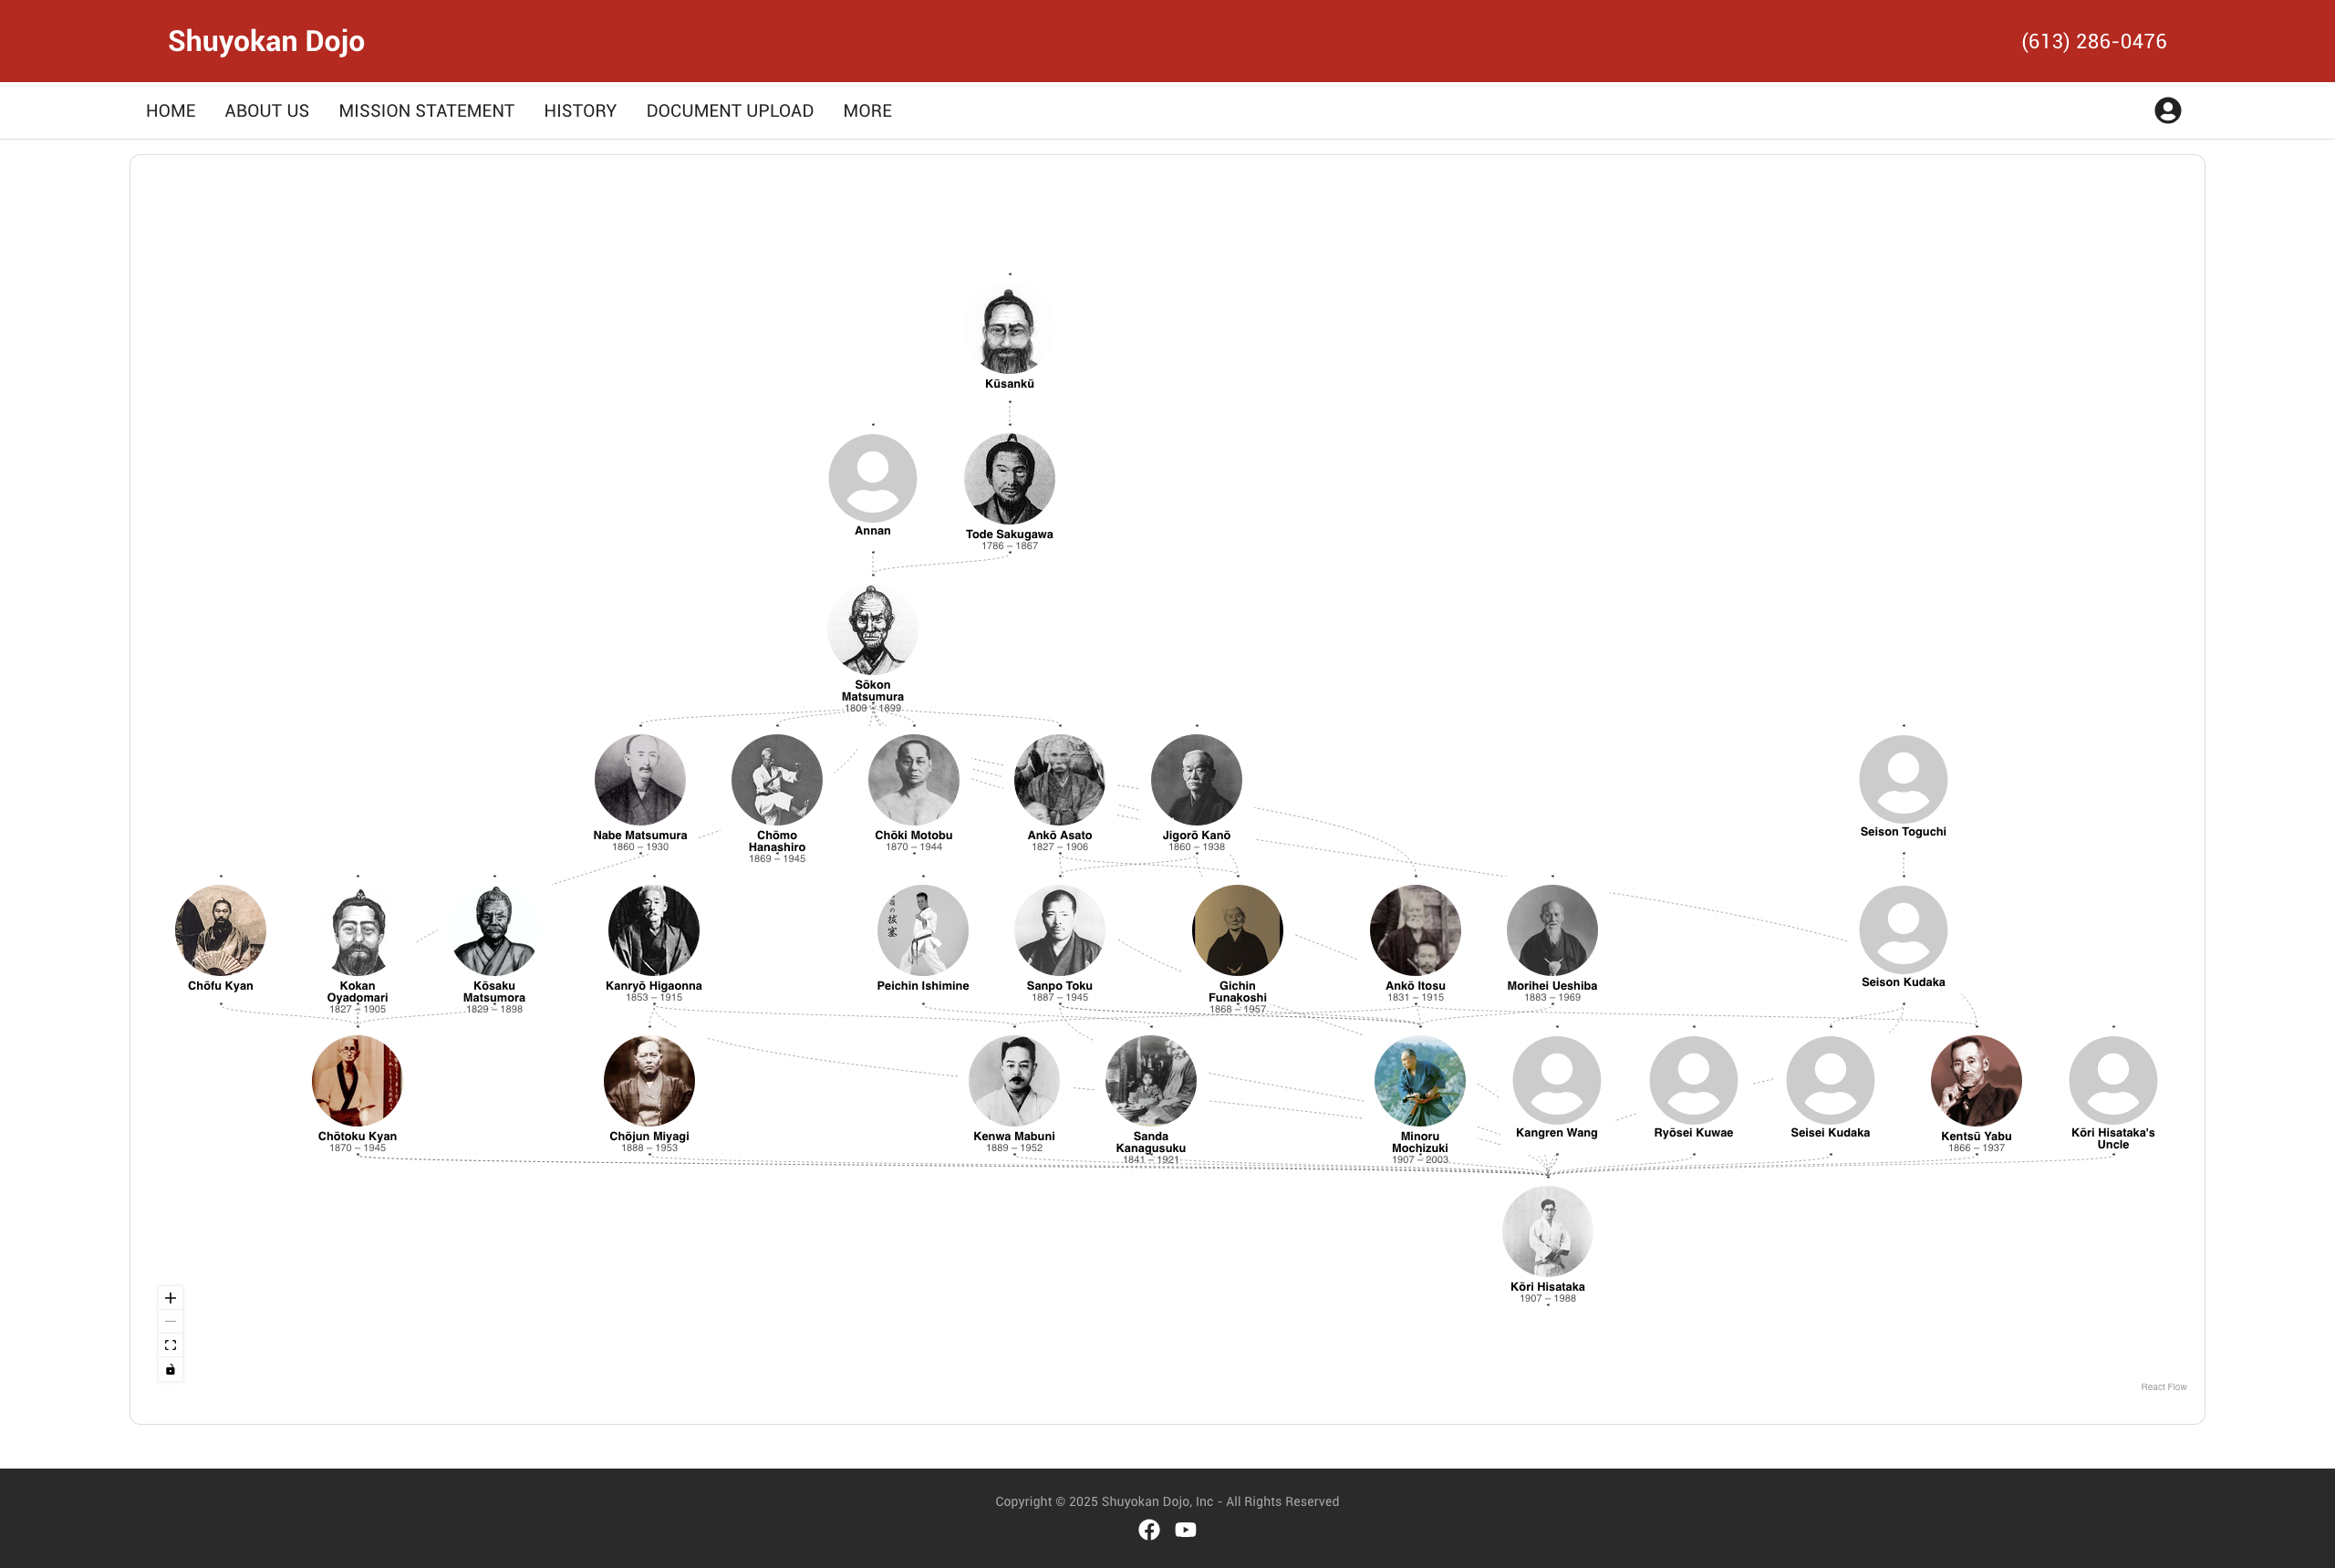 Shuyokan Dojo
(613) 286-0476
HOME ABOUT US MISSION STATEMENT HISTORY DOCUMENT UPLOAD MORE
Kūsankū
Annan
Tode Sakugawa
1786 – 1867
Sōkon
Matsumura
1809 – 1899
Nabe Matsumura
1860 – 1930
Chōmo
Hanashiro
1869 – 1945
Chōki Motobu
1870 – 1944
Ankō Asato
1827 – 1906
Jigorō Kanō
1860 – 1938
Seison Toguchi
Chōfu Kyan
Kokan
Oyadomari
1827 – 1905
Kōsaku
Matsumora
1829 – 1898
Kanryō Higaonna
1853 – 1915
Peichin Ishimine
Sanpo Toku
1887 – 1945
Gichin
Funakoshi
1868 – 1957
Ankō Itosu
1831 – 1915
Morihei Ueshiba
1883 – 1969
Seison Kudaka
Chōtoku Kyan
1870 – 1945
Chōjun Miyagi
1888 – 1953
Kenwa Mabuni
1889 – 1952
Sanda
Kanagusuku
1841 – 1921
Minoru
Mochizuki
1907 – 2003
Kangren Wang
Ryōsei Kuwae
Seisei Kudaka
Kentsū Yabu
1866 – 1937
Kōri Hisataka's
Uncle
Kōri Hisataka
1907 – 1988
React Flow
Copyright © 2025 Shuyokan Dojo, Inc - All Rights Reserved